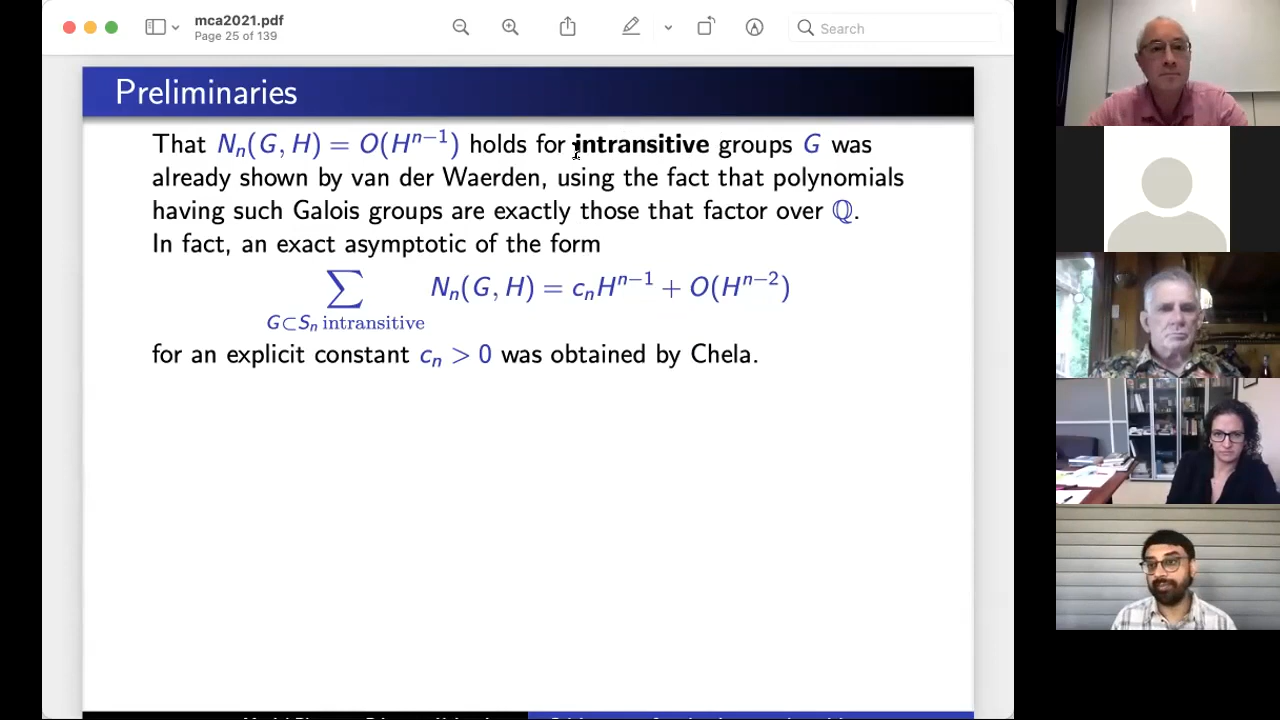 mca2021.pdf
Page 25 of 139
Search
Preliminaries
That Nₙ(G, H) = O(Hⁿ⁻¹) holds for intransitive groups G was
already shown by van der Waerden, using the fact that polynomials
having such Galois groups are exactly those that factor over ℚ.
In fact, an exact asymptotic of the form
∑ Nₙ(G, H) = cₙHⁿ⁻¹ + O(Hⁿ⁻²)
G⊂Sₙ intransitive
for an explicit constant cₙ > 0 was obtained by Chela.